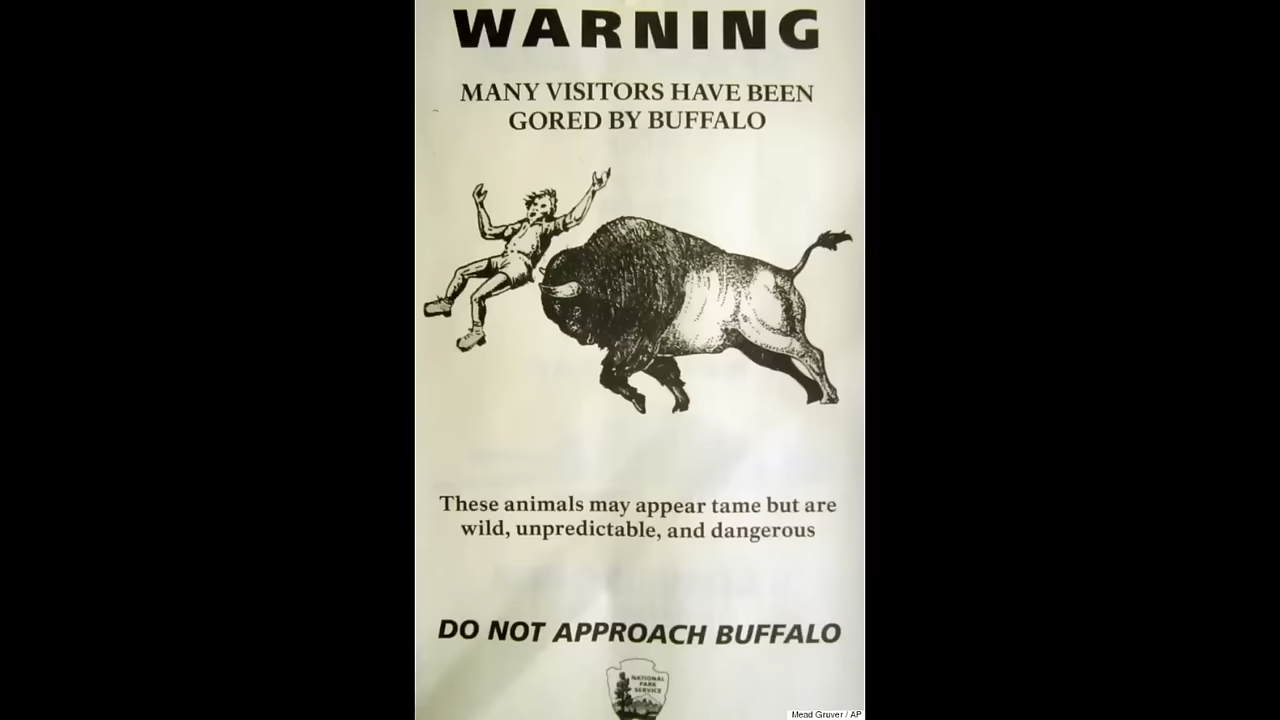 WARNING
MANY VISITORS HAVE BEEN
GORED BY BUFFALO
These animals may appear tame but are
wild, unpredictable, and dangerous
DO NOT APPROACH BUFFALO
NATIONAL
PARK
SERVICE
Mead Gruver / AP